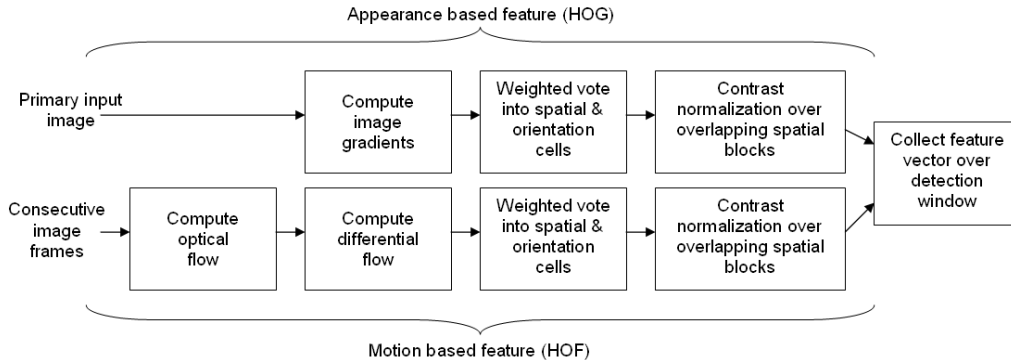 Appearance based feature (HOG)
Primary input
image
Compute
image
gradients
Weighted vote
into spatial &
orientation
cells
Contrast
normalization over
overlapping spatial
blocks
Collect feature
vector over
detection
window
Consecutive
image
frames
Compute
optical
flow
Compute
differential
flow
Weighted vote
into spatial &
orientation
cells
Contrast
normalization over
overlapping spatial
blocks
Motion based feature (HOF)